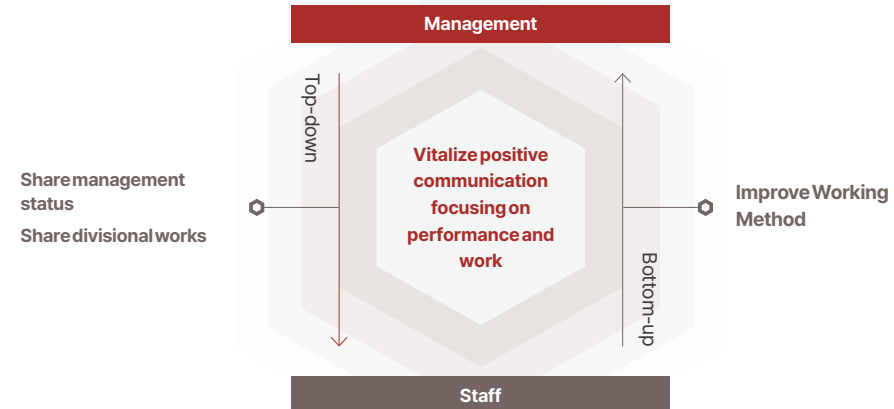 Management
Top-down
Share management
status
Share divisional works
Vitalize positive
communication
focusing on
performance and
work
Improve Working
Method
Bottom-up
Staff